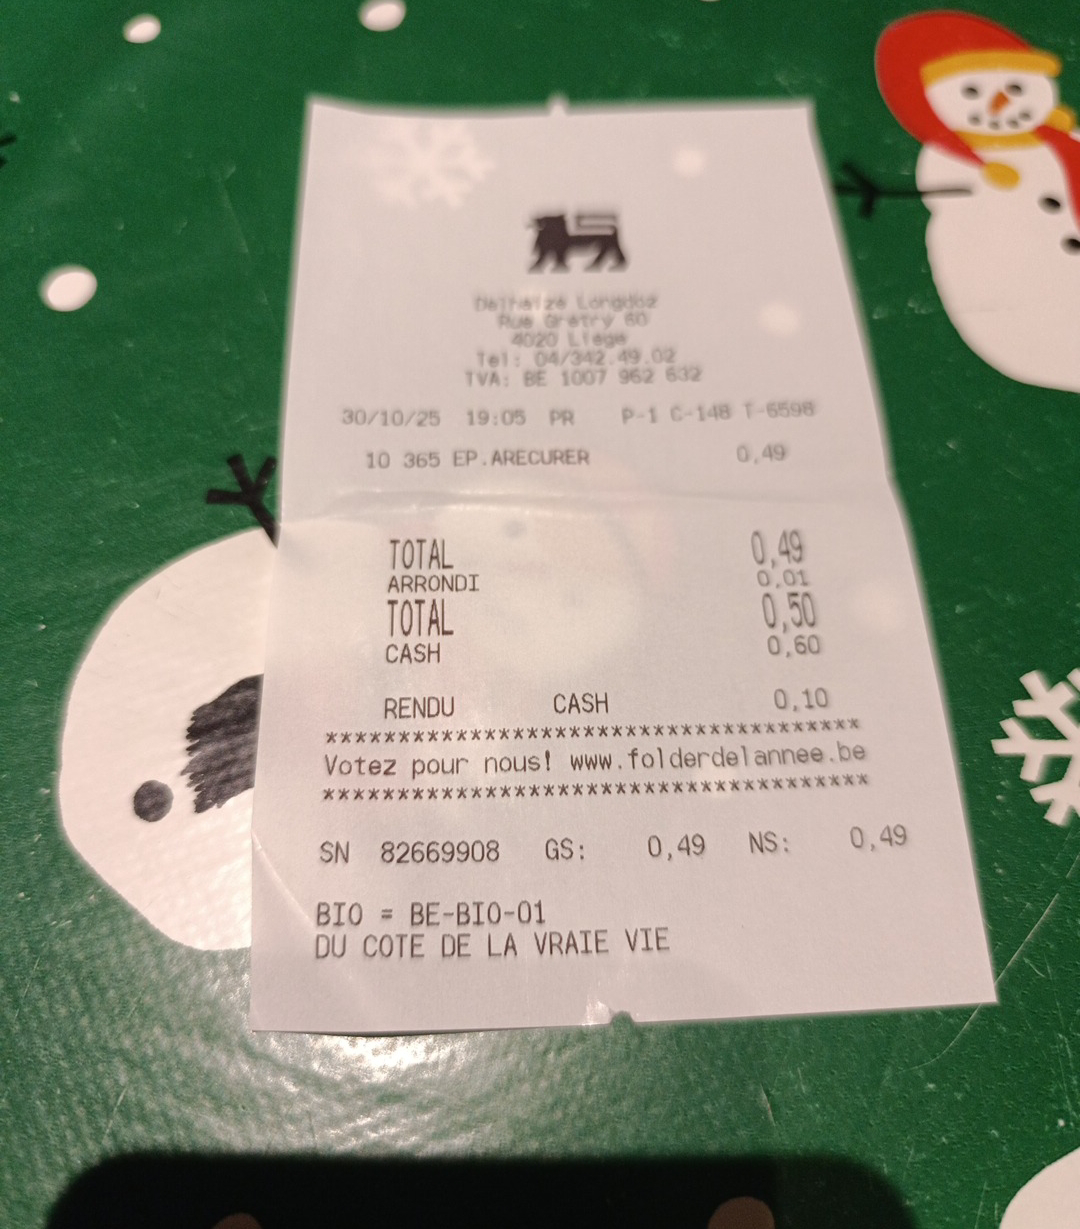 Delhaize Longdoz
Rue Grétry 60
4020 Liège
Tel: 04/342.49.02
TVA: BE 1007 962 632
30/10/25 19:05 PR P-1 C-148 T-6598
10 365 EP.ARECURER 0,49
TOTAL 0,49
ARRONDI 0,01
TOTAL 0,50
CASH 0,60
RENDU CASH 0,10
*************************************
Votez pour nous! www.folderdelannee.be
*************************************
SN 82669908 GS: 0,49 NS: 0,49
BIO = BE-BIO-01
DU COTE DE LA VRAIE VIE